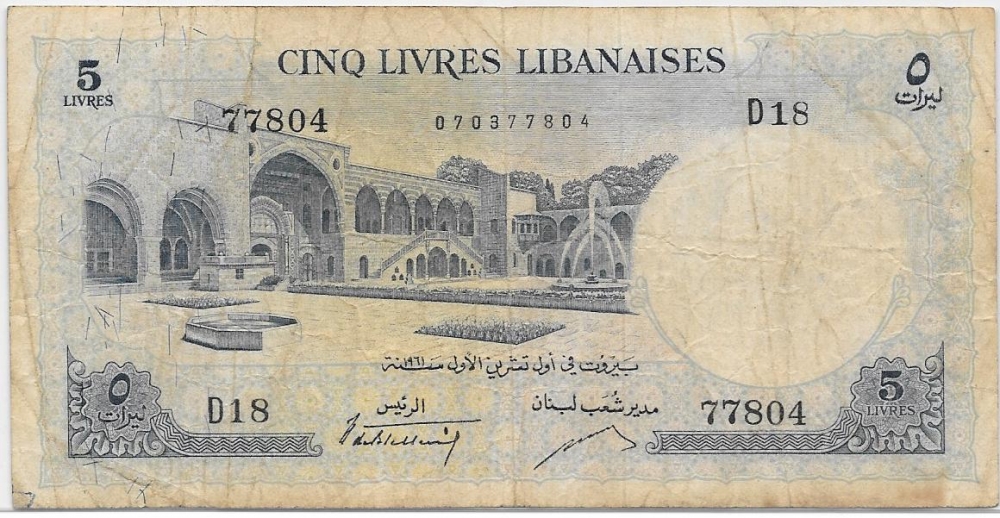 CINQ LIVRES LIBANAISES
5
LIVRES
٥
ليرات
77804
070377804
D18
بيروت في أول تشرين الأول سنة ١٩٦١
٥
ليرات
D18
الرئيس
مدير شعب لبنان
77804
5
LIVRES